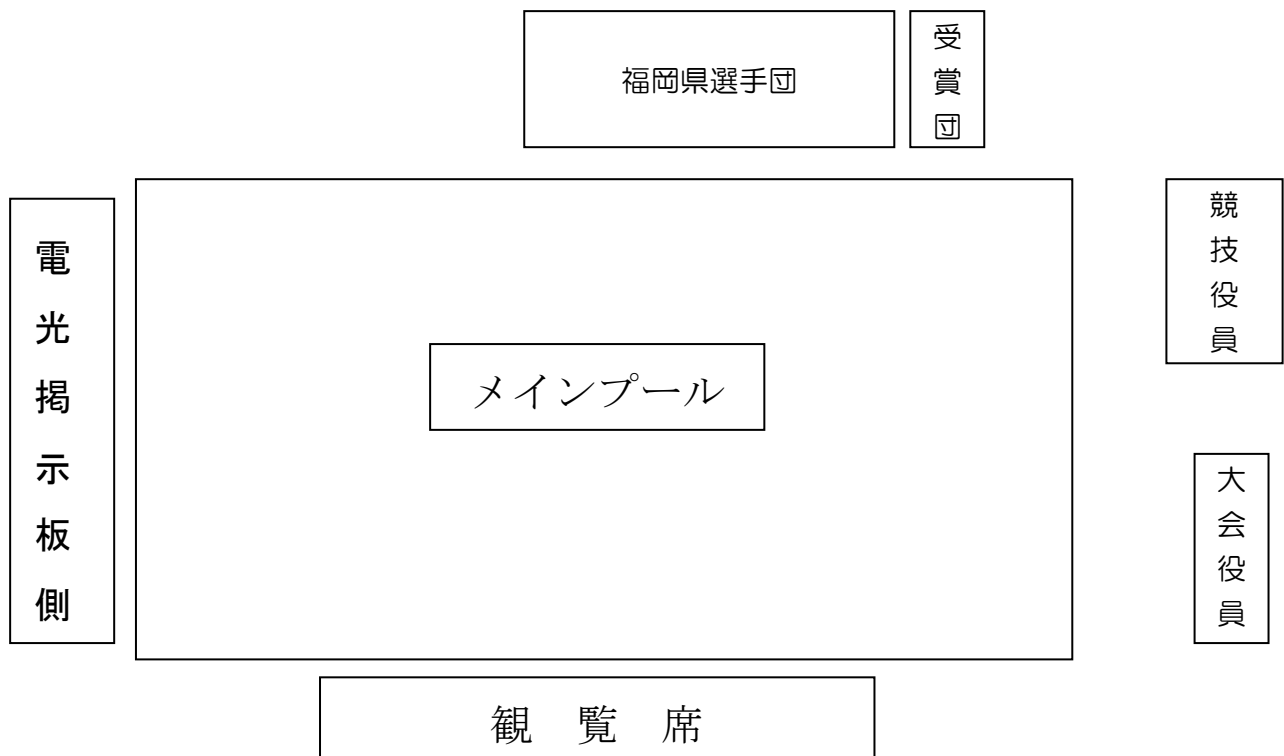 福岡県選手団
受賞団
電光掲示板側
メインプール
競技役員
大会役員
観覧席